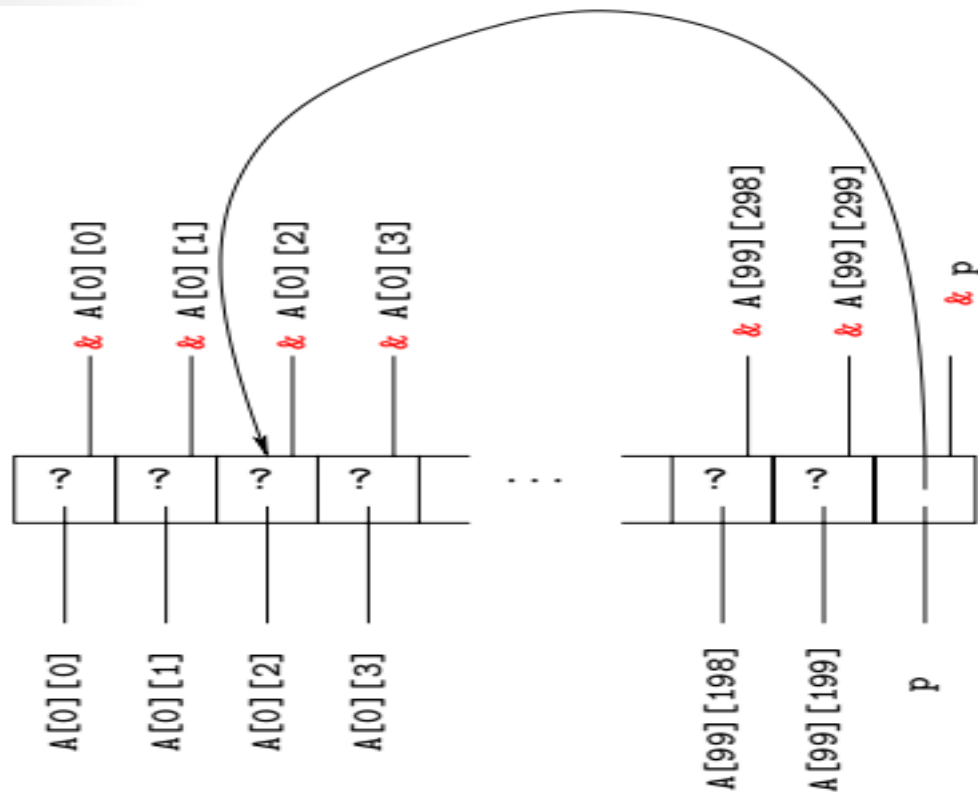 & A[0][0]
& A[0][1]
& A[0][2]
& A[0][3]
& A[99][298]
& A[99][299]
& p
?
?
?
?
. . .
?
?
A[0][0]
A[0][1]
A[0][2]
A[0][3]
A[99][198]
A[99][199]
p